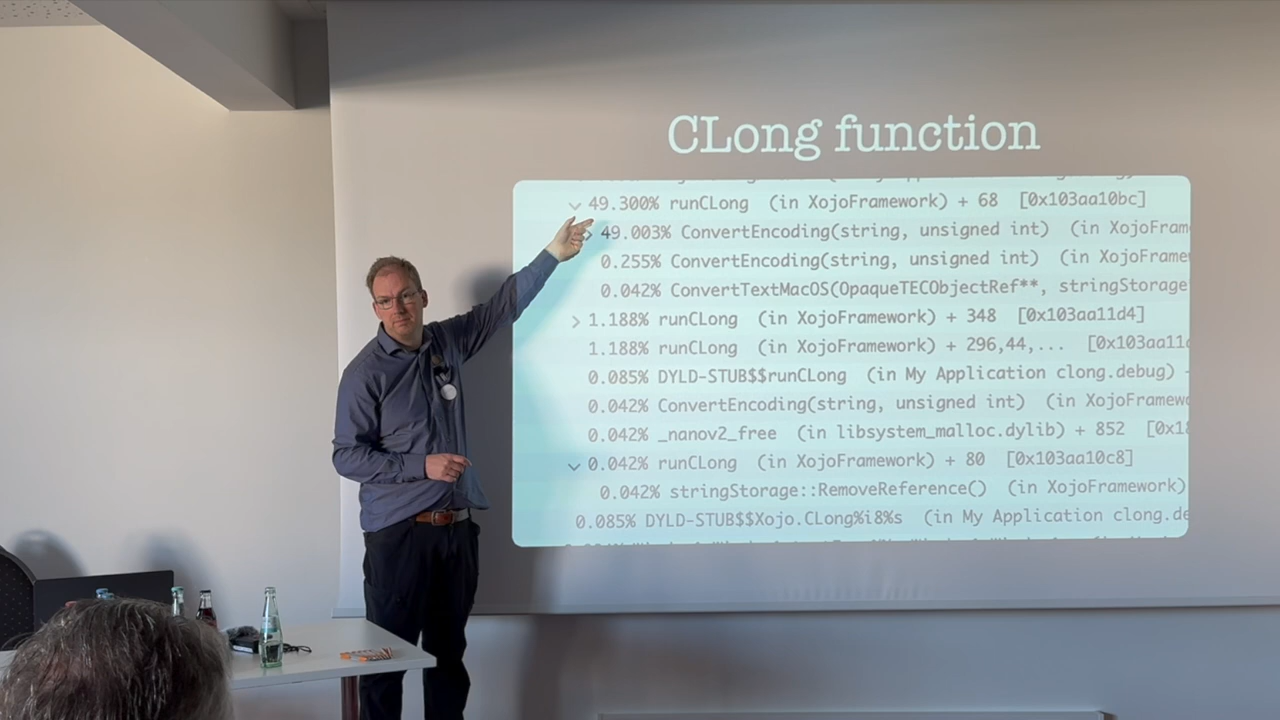 CLong function
49.300% runCLong (in XojoFramework) + 68 [0x103aa10bc]
49.003% ConvertEncoding(string, unsigned int) (in XojoFram
0.255% ConvertEncoding(string, unsigned int) (in XojoFrame
0.042% ConvertTextMacOS(OpaqueTECObjectRef**, stringStorage
1.188% runCLong (in XojoFramework) + 348 [0x103aa11d4]
1.188% runCLong (in XojoFramework) + 296,44,... [0x103aa11
0.085% DYLD-STUB$$runCLong (in My Application clong.debug)
0.042% ConvertEncoding(string, unsigned int) (in XojoFramew
0.042% _nanov2_free (in libsystem_malloc.dylib) + 852 [0x1
0.042% runCLong (in XojoFramework) + 80 [0x103aa10c8]
0.042% stringStorage::RemoveReference() (in XojoFramework)
0.085% DYLD-STUB$$Xojo.CLong%i8%s (in My Application clong.de